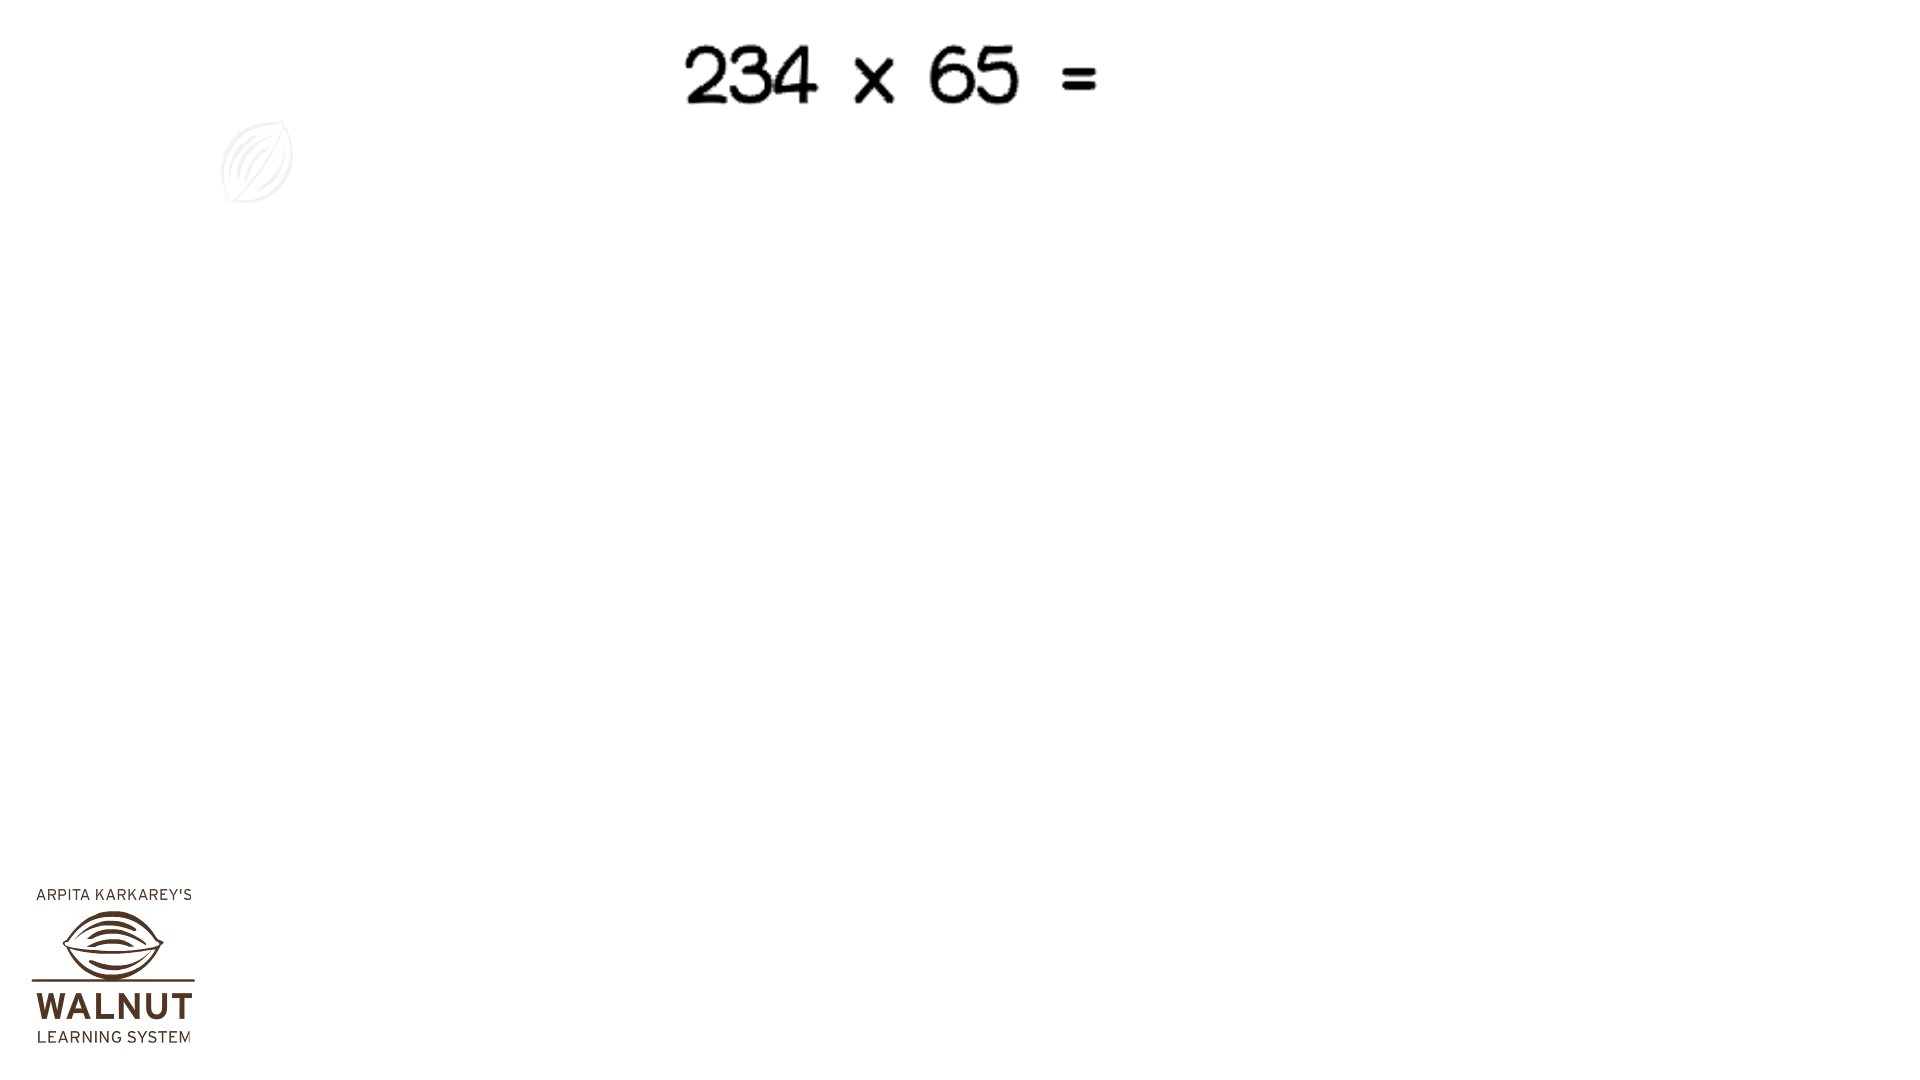 234 x 65 =
ARPITA KARKAREY'S
WALNUT
LEARNING SYSTEM